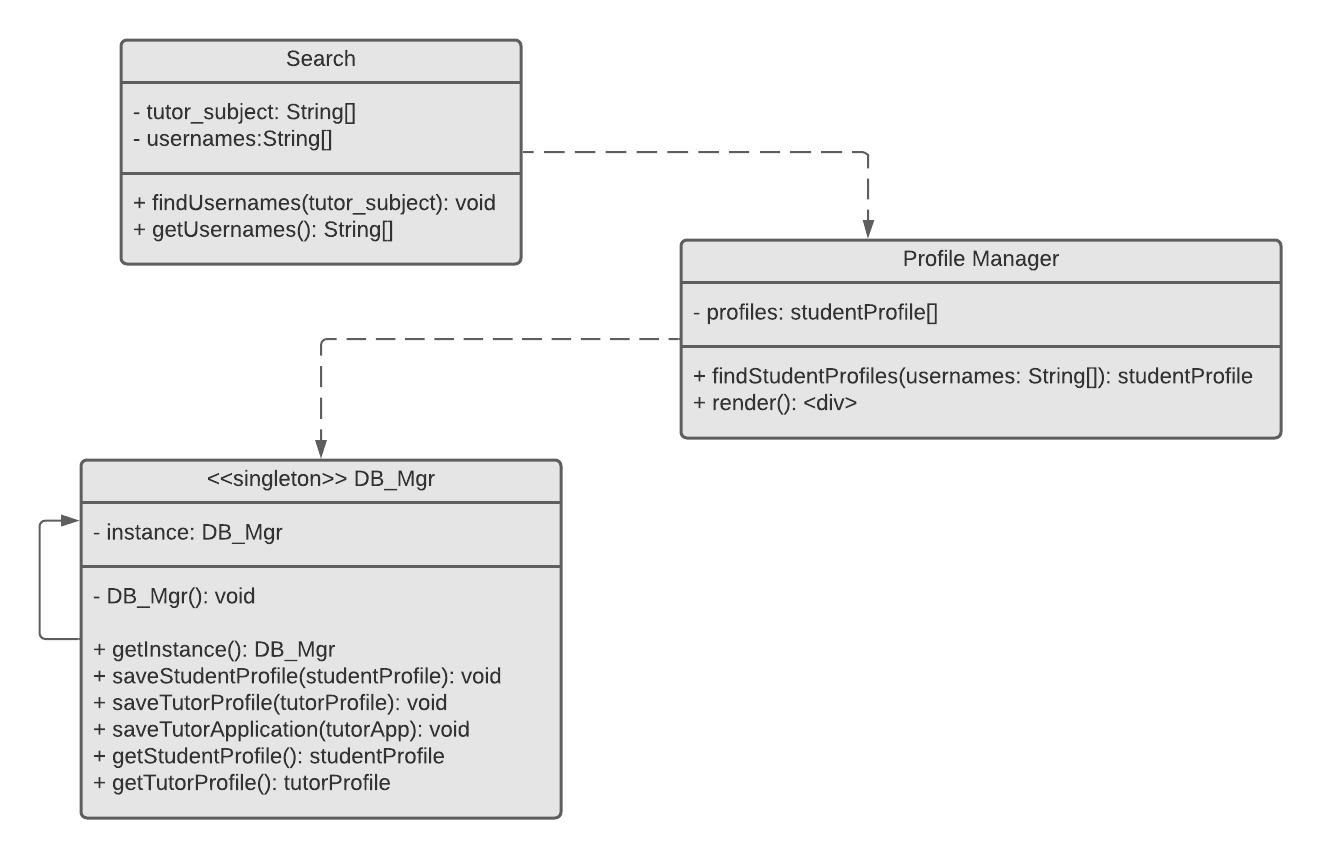 Search
- tutor_subject: String[]
- usernames:String[]
+ findUsernames(tutor_subject): void
+ getUsernames(): String[]
Profile Manager
- profiles: studentProfile[]
+ findStudentProfiles(usernames: String[]): studentProfile
+ render(): <div>
<<singleton>> DB_Mgr
- instance: DB_Mgr
- DB_Mgr(): void
+ getInstance(): DB_Mgr
+ saveStudentProfile(studentProfile): void
+ saveTutorProfile(tutorProfile): void
+ saveTutorApplication(tutorApp): void
+ getStudentProfile(): studentProfile
+ getTutorProfile(): tutorProfile